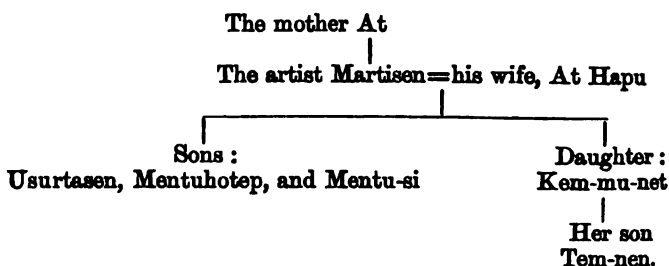 The mother At
The artist Martisen=his wife, At Hapu
Sons :
Usurtasen, Mentuhotep, and Mentu-si
Daughter :
Kem-mu-net
Her son
Tem-nen.